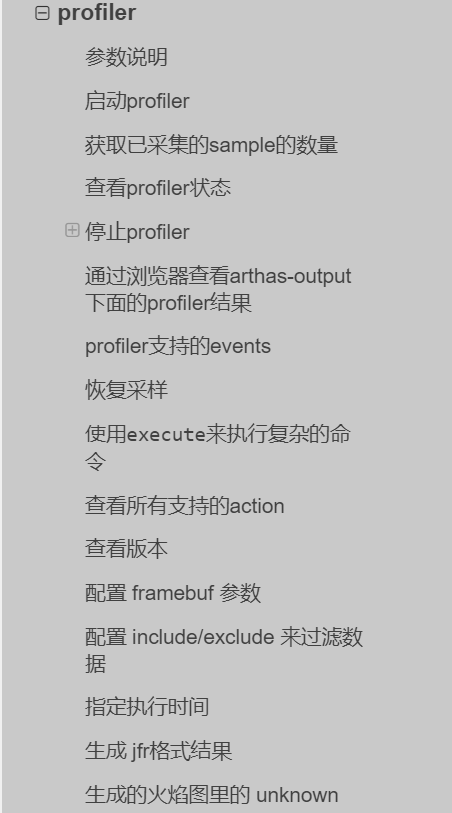 profiler
参数说明
启动profiler
获取已采集的sample的数量
查看profiler状态
停止profiler
通过浏览器查看arthas-output
下面的profiler结果
profiler支持的events
恢复采样
使用execute来执行复杂的命
令
查看所有支持的action
查看版本
配置 framebuf 参数
配置 include/exclude 来过滤数
据
指定执行时间
生成 jfr格式结果
生成的火焰图里的 unknown